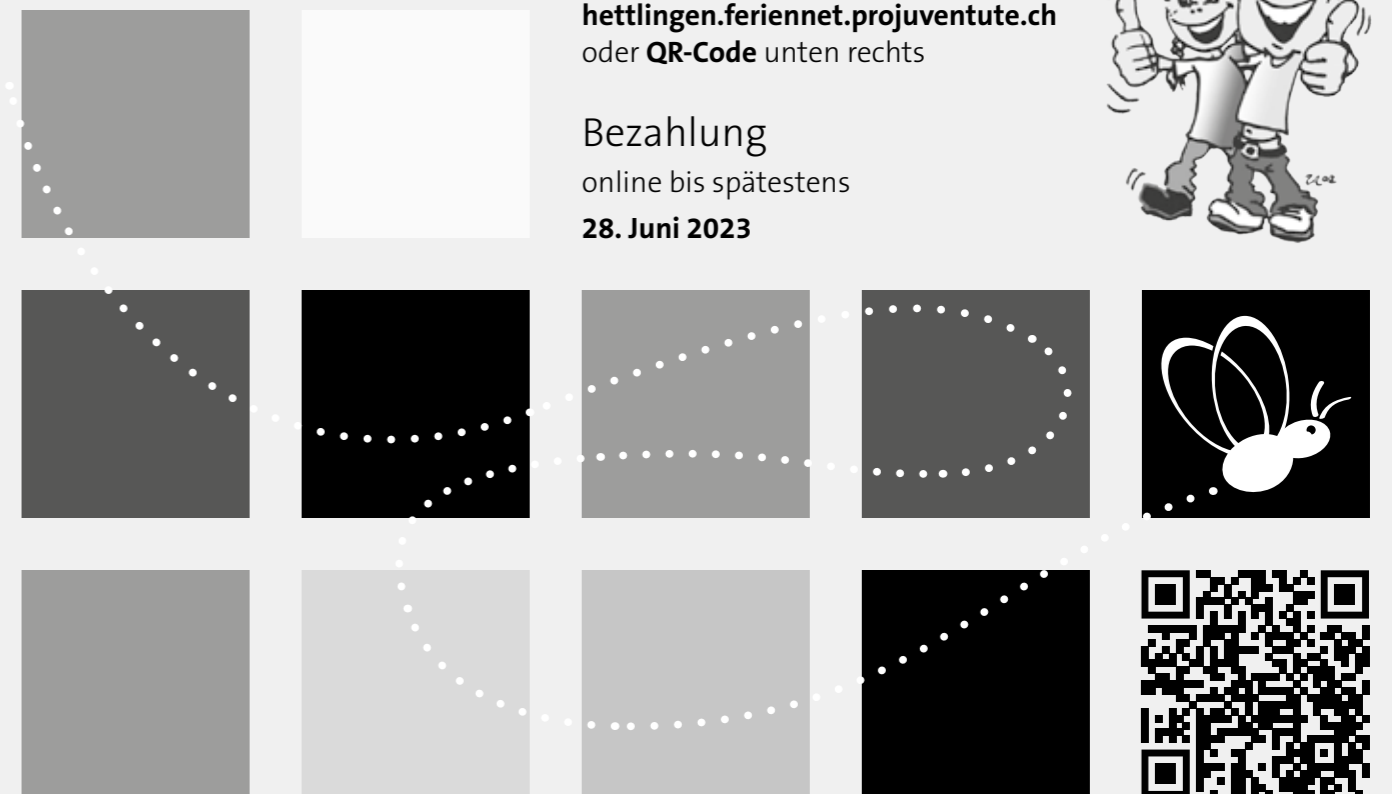 hettlingen.feriennet.projuventute.ch
oder QR-Code unten rechts
Bezahlung
online bis spätestens
28. Juni 2023